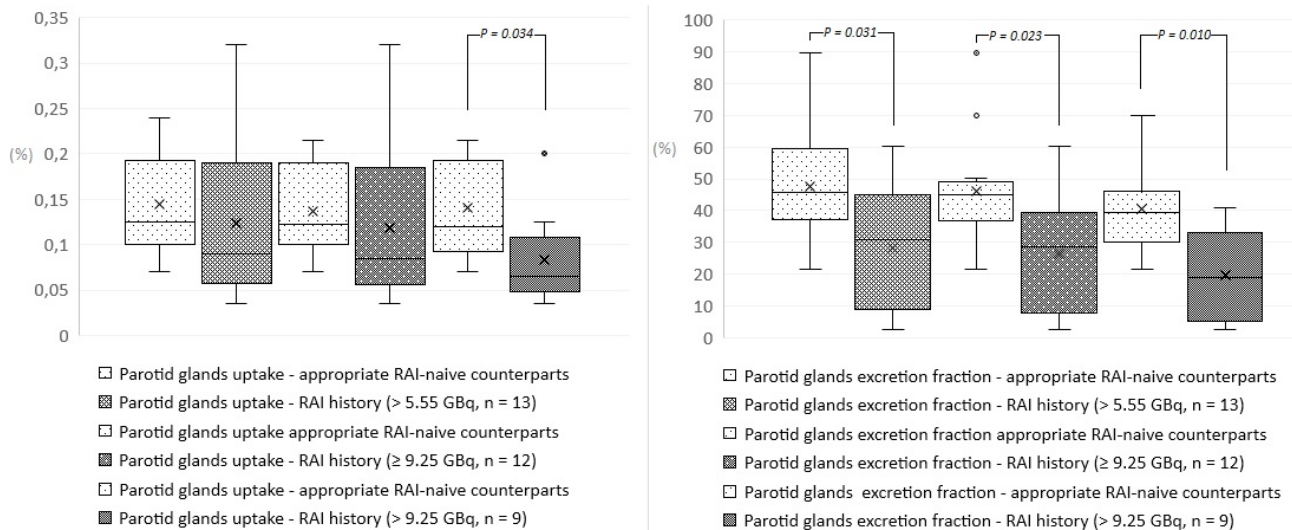 0,35
0,3
0,25
0,2
(%)
0,15
0,1
0,05
0
P = 0.034
Parotid glands uptake - appropriate RAI-naive counterparts
Parotid glands uptake - RAI history (> 5.55 GBq, n = 13)
Parotid glands uptake appropriate RAI-naive counterparts
Parotid glands uptake - RAI history (≥ 9.25 GBq, n = 12)
Parotid glands uptake - appropriate RAI-naive counterparts
Parotid glands uptake - RAI history (> 9.25 GBq, n = 9)
100
90
80
70
60
(%)
50
40
30
20
10
0
P = 0.031
P = 0.023
P = 0.010
Parotid glands excretion fraction - appropriate RAI-naive counterparts
Parotid glands excretion fraction - RAI history (> 5.55 GBq, n = 13)
Parotid glands excretion fraction appropriate RAI-naive counterparts
Parotid glands excretion fraction - RAI history (≥ 9.25 GBq, n = 12)
Parotid glands  excretion fraction - appropriate RAI-naive counterparts
Parotid glands excretion fraction - RAI history (> 9.25 GBq, n = 9)